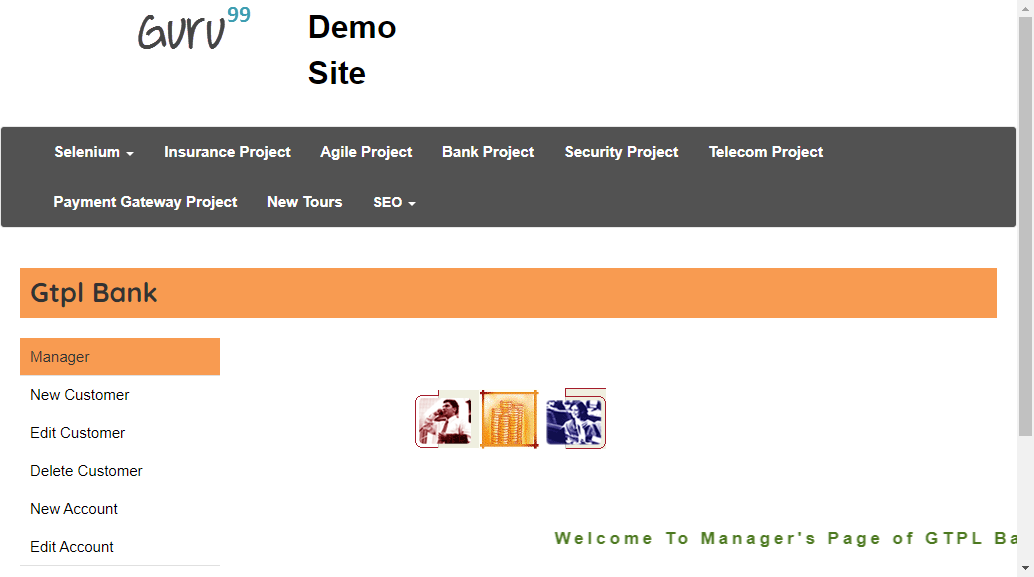 Guru99
Demo
Site
Selenium Insurance Project Agile Project Bank Project Security Project Telecom Project
Payment Gateway Project New Tours SEO
Gtpl Bank
Manager
New Customer
Edit Customer
Delete Customer
New Account
Welcome To Manager's Page of GTPL Ba
Edit Account